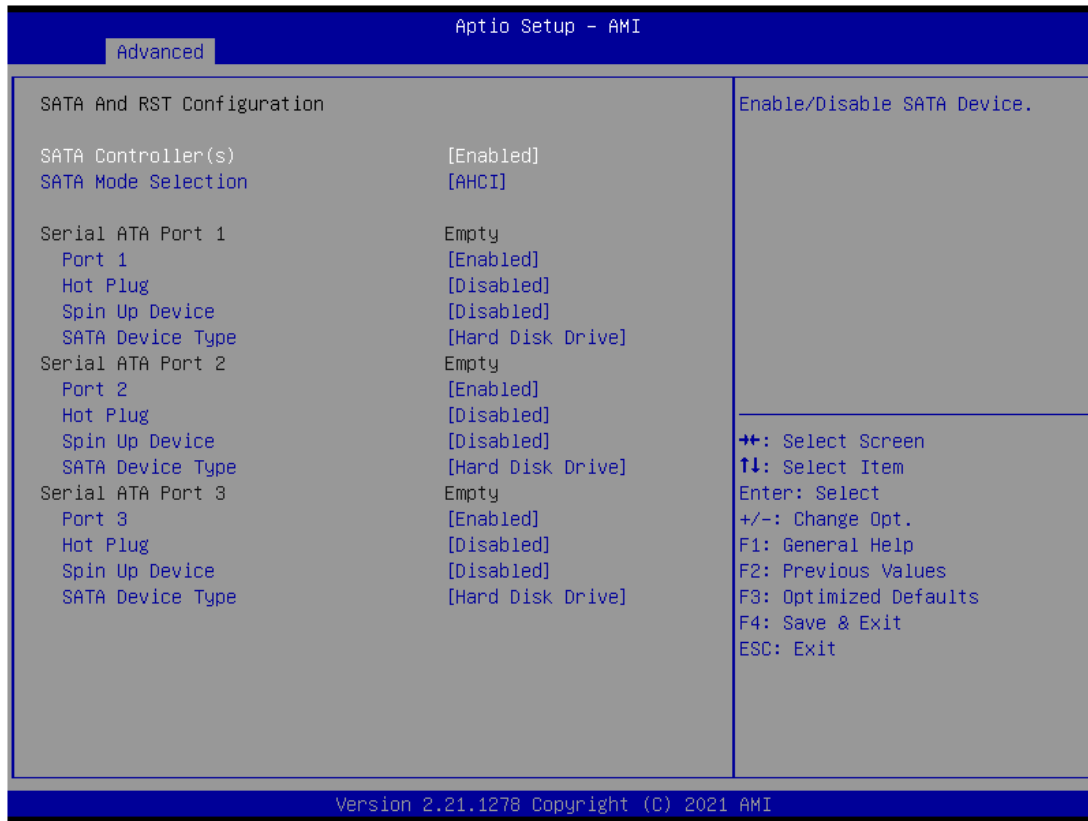 Aptio Setup - AMI
Advanced
SATA And RST Configuration
SATA Controller(s) [Enabled]
SATA Mode Selection [AHCI]
Serial ATA Port 1 Empty
Port 1 [Enabled]
Hot Plug [Disabled]
Spin Up Device [Disabled]
SATA Device Type [Hard Disk Drive]
Serial ATA Port 2 Empty
Port 2 [Enabled]
Hot Plug [Disabled]
Spin Up Device [Disabled]
SATA Device Type [Hard Disk Drive]
Serial ATA Port 3 Empty
Port 3 [Enabled]
Hot Plug [Disabled]
Spin Up Device [Disabled]
SATA Device Type [Hard Disk Drive]
Enable/Disable SATA Device.
→←: Select Screen
↑↓: Select Item
Enter: Select
+/-: Change Opt.
F1: General Help
F2: Previous Values
F3: Optimized Defaults
F4: Save & Exit
ESC: Exit
Version 2.21.1278 Copyright (C) 2021 AMI